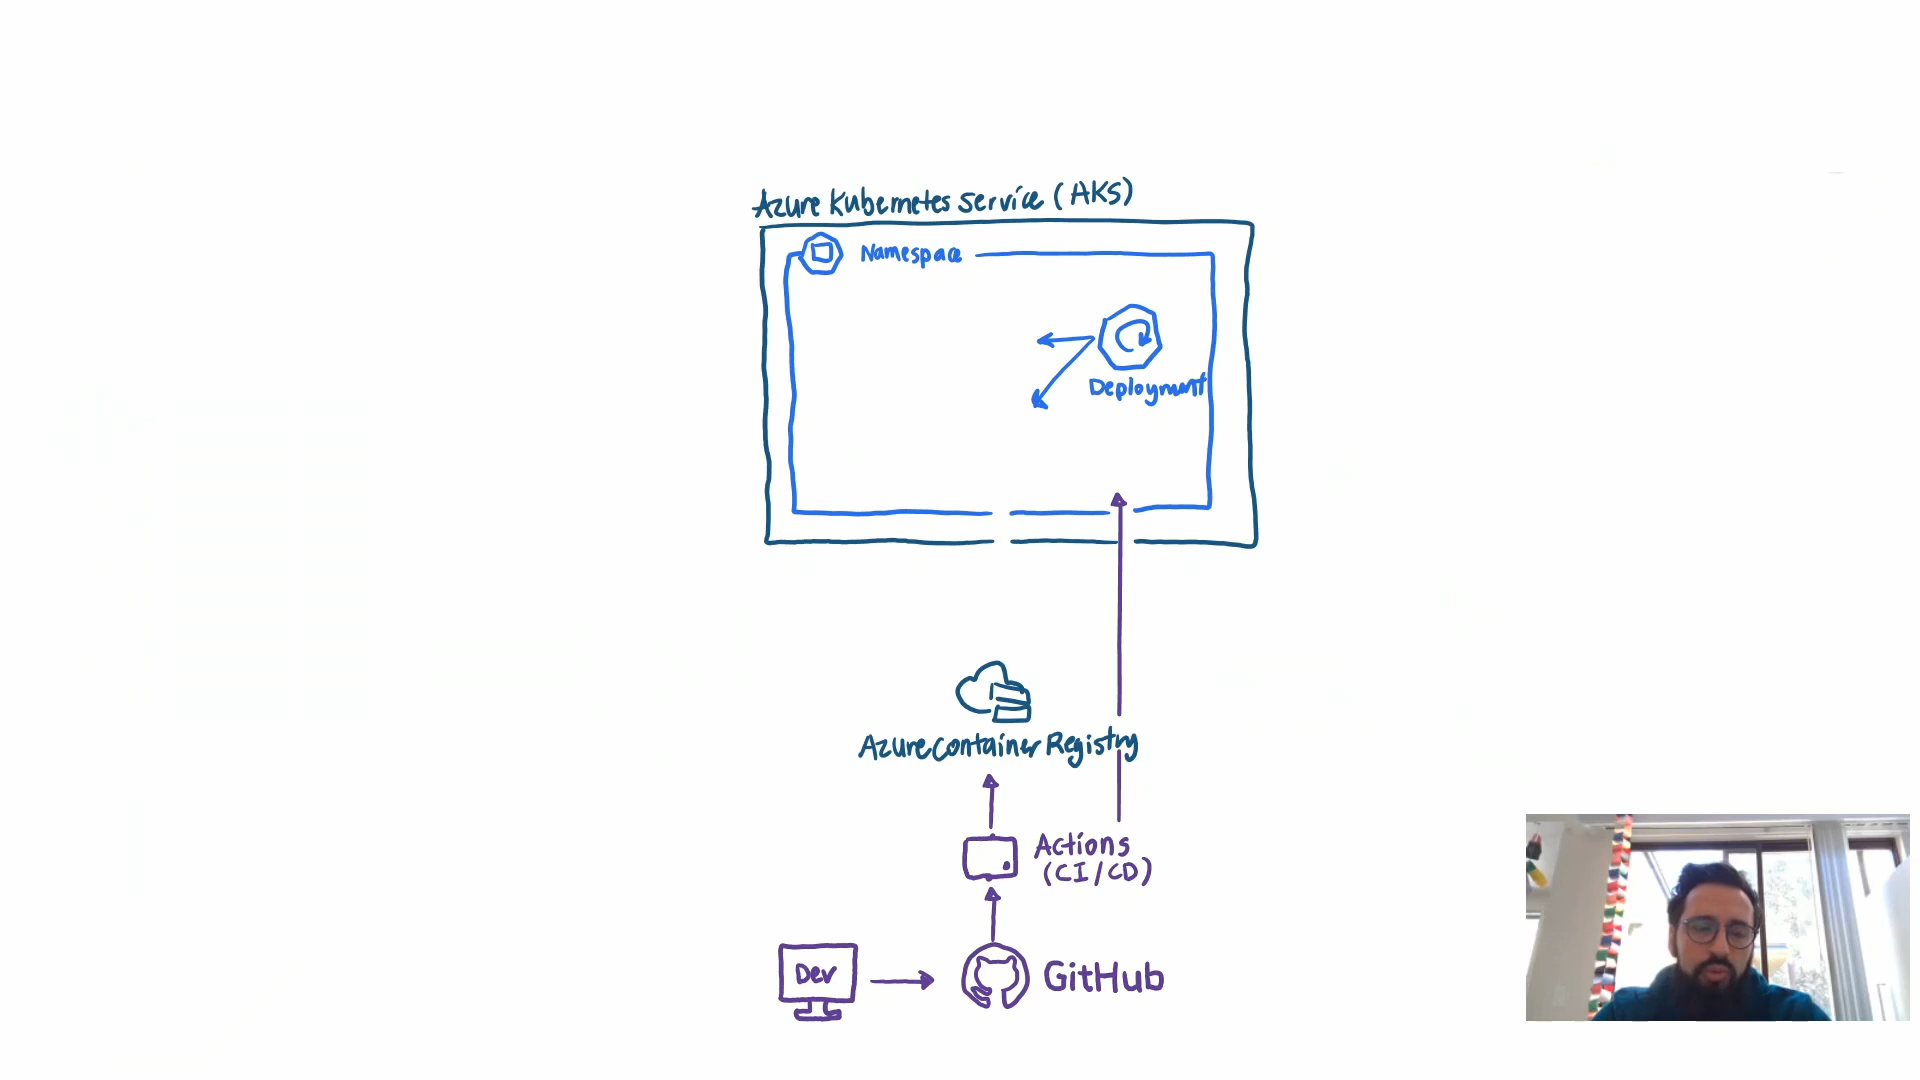 Azure Kubernetes Service (AKS)
Namespace
Deployment
Azure Container Registry
Actions
(CI/CD)
Dev
GitHub